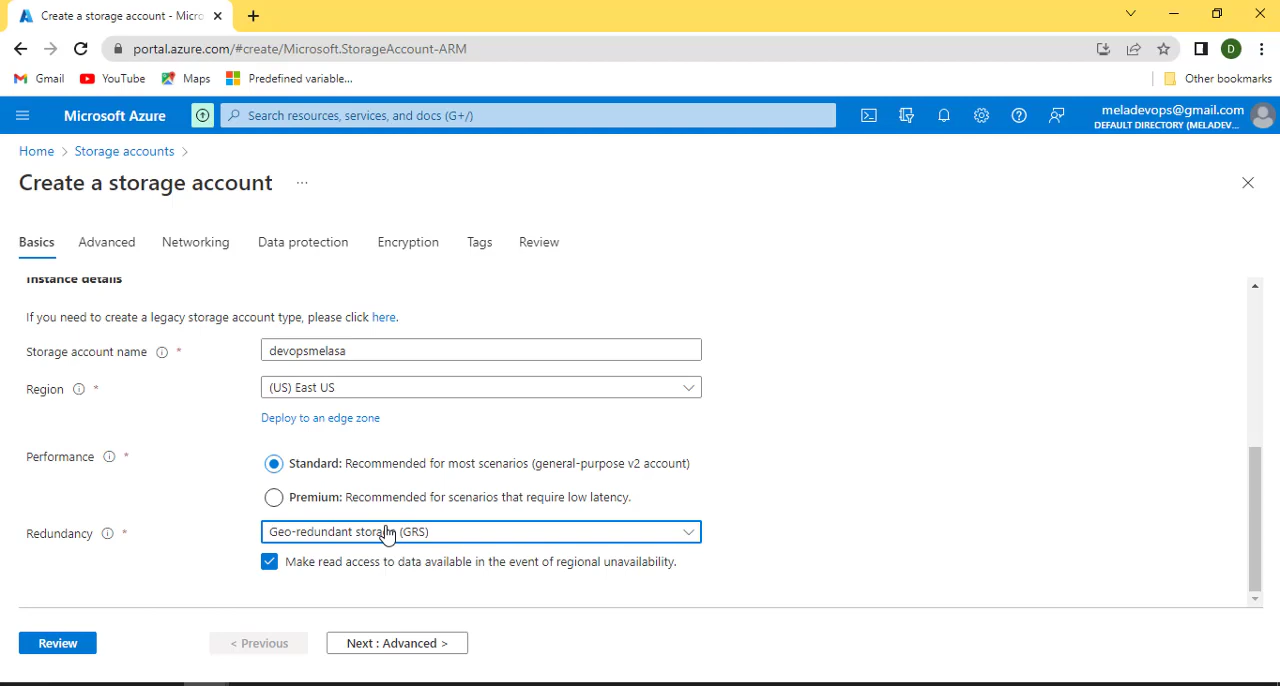 Create a storage account - Micro
portal.azure.com/#create/Microsoft.StorageAccount-ARM
D
Gmail
YouTube
Maps
Predefined variable...
Other bookmarks
Microsoft Azure
Search resources, services, and docs (G+/)
meladevops@gmail.com
DEFAULT DIRECTORY (MELADEV...
Home > Storage accounts >
Create a storage account ...
Basics
Advanced
Networking
Data protection
Encryption
Tags
Review
Instance details
If you need to create a legacy storage account type, please click here.
Storage account name *
devopsmelasa
Region *
(US) East US
Deploy to an edge zone
Performance *
Standard: Recommended for most scenarios (general-purpose v2 account)
Premium: Recommended for scenarios that require low latency.
Redundancy *
Geo-redundant storage (GRS)
Make read access to data available in the event of regional unavailability.
Review
< Previous
Next : Advanced >